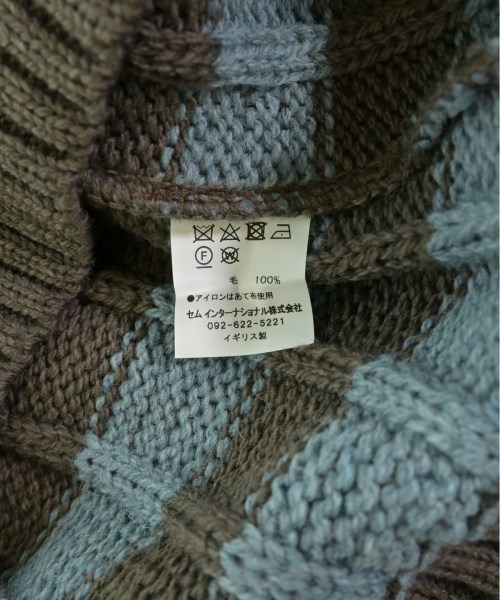 F W
毛 100%
●アイロンはあて布使用
セム インターナショナル株式会社
092-622-5221
イギリス製